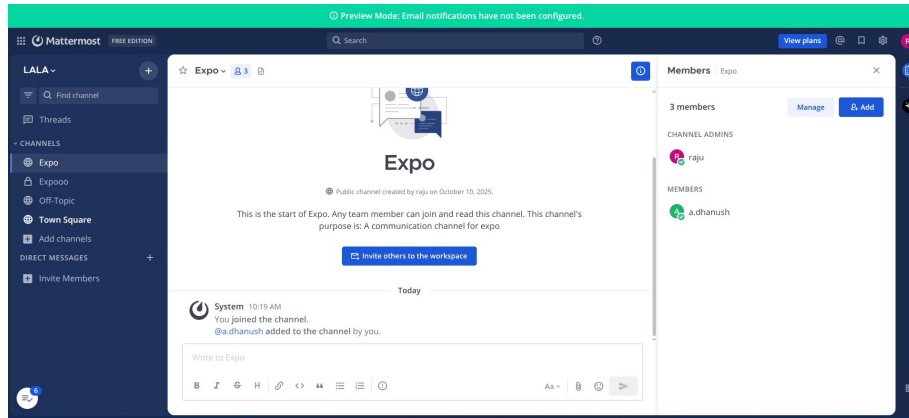 Preview Mode: Email notifications have not been configured.
Mattermost FREE EDITION
Search
View plans
LALA
Find channel
Threads
CHANNELS
Expo
Expooo
Off-Topic
Town Square
Add channels
DIRECT MESSAGES
Invite Members
6
Expo 3
Expo
Public channel created by raju on October 10, 2025.
This is the start of Expo. Any team member can join and read this channel. This channel's
purpose is: A communication channel for expo
Invite others to the workspace
Today
System 10:19 AM
You joined the channel.
@a.dhanush added to the channel by you.
Write to Expo
B I S H Aa
Members Expo
3 members Manage Add
CHANNEL ADMINS
R raju
MEMBERS
A a.dhanush